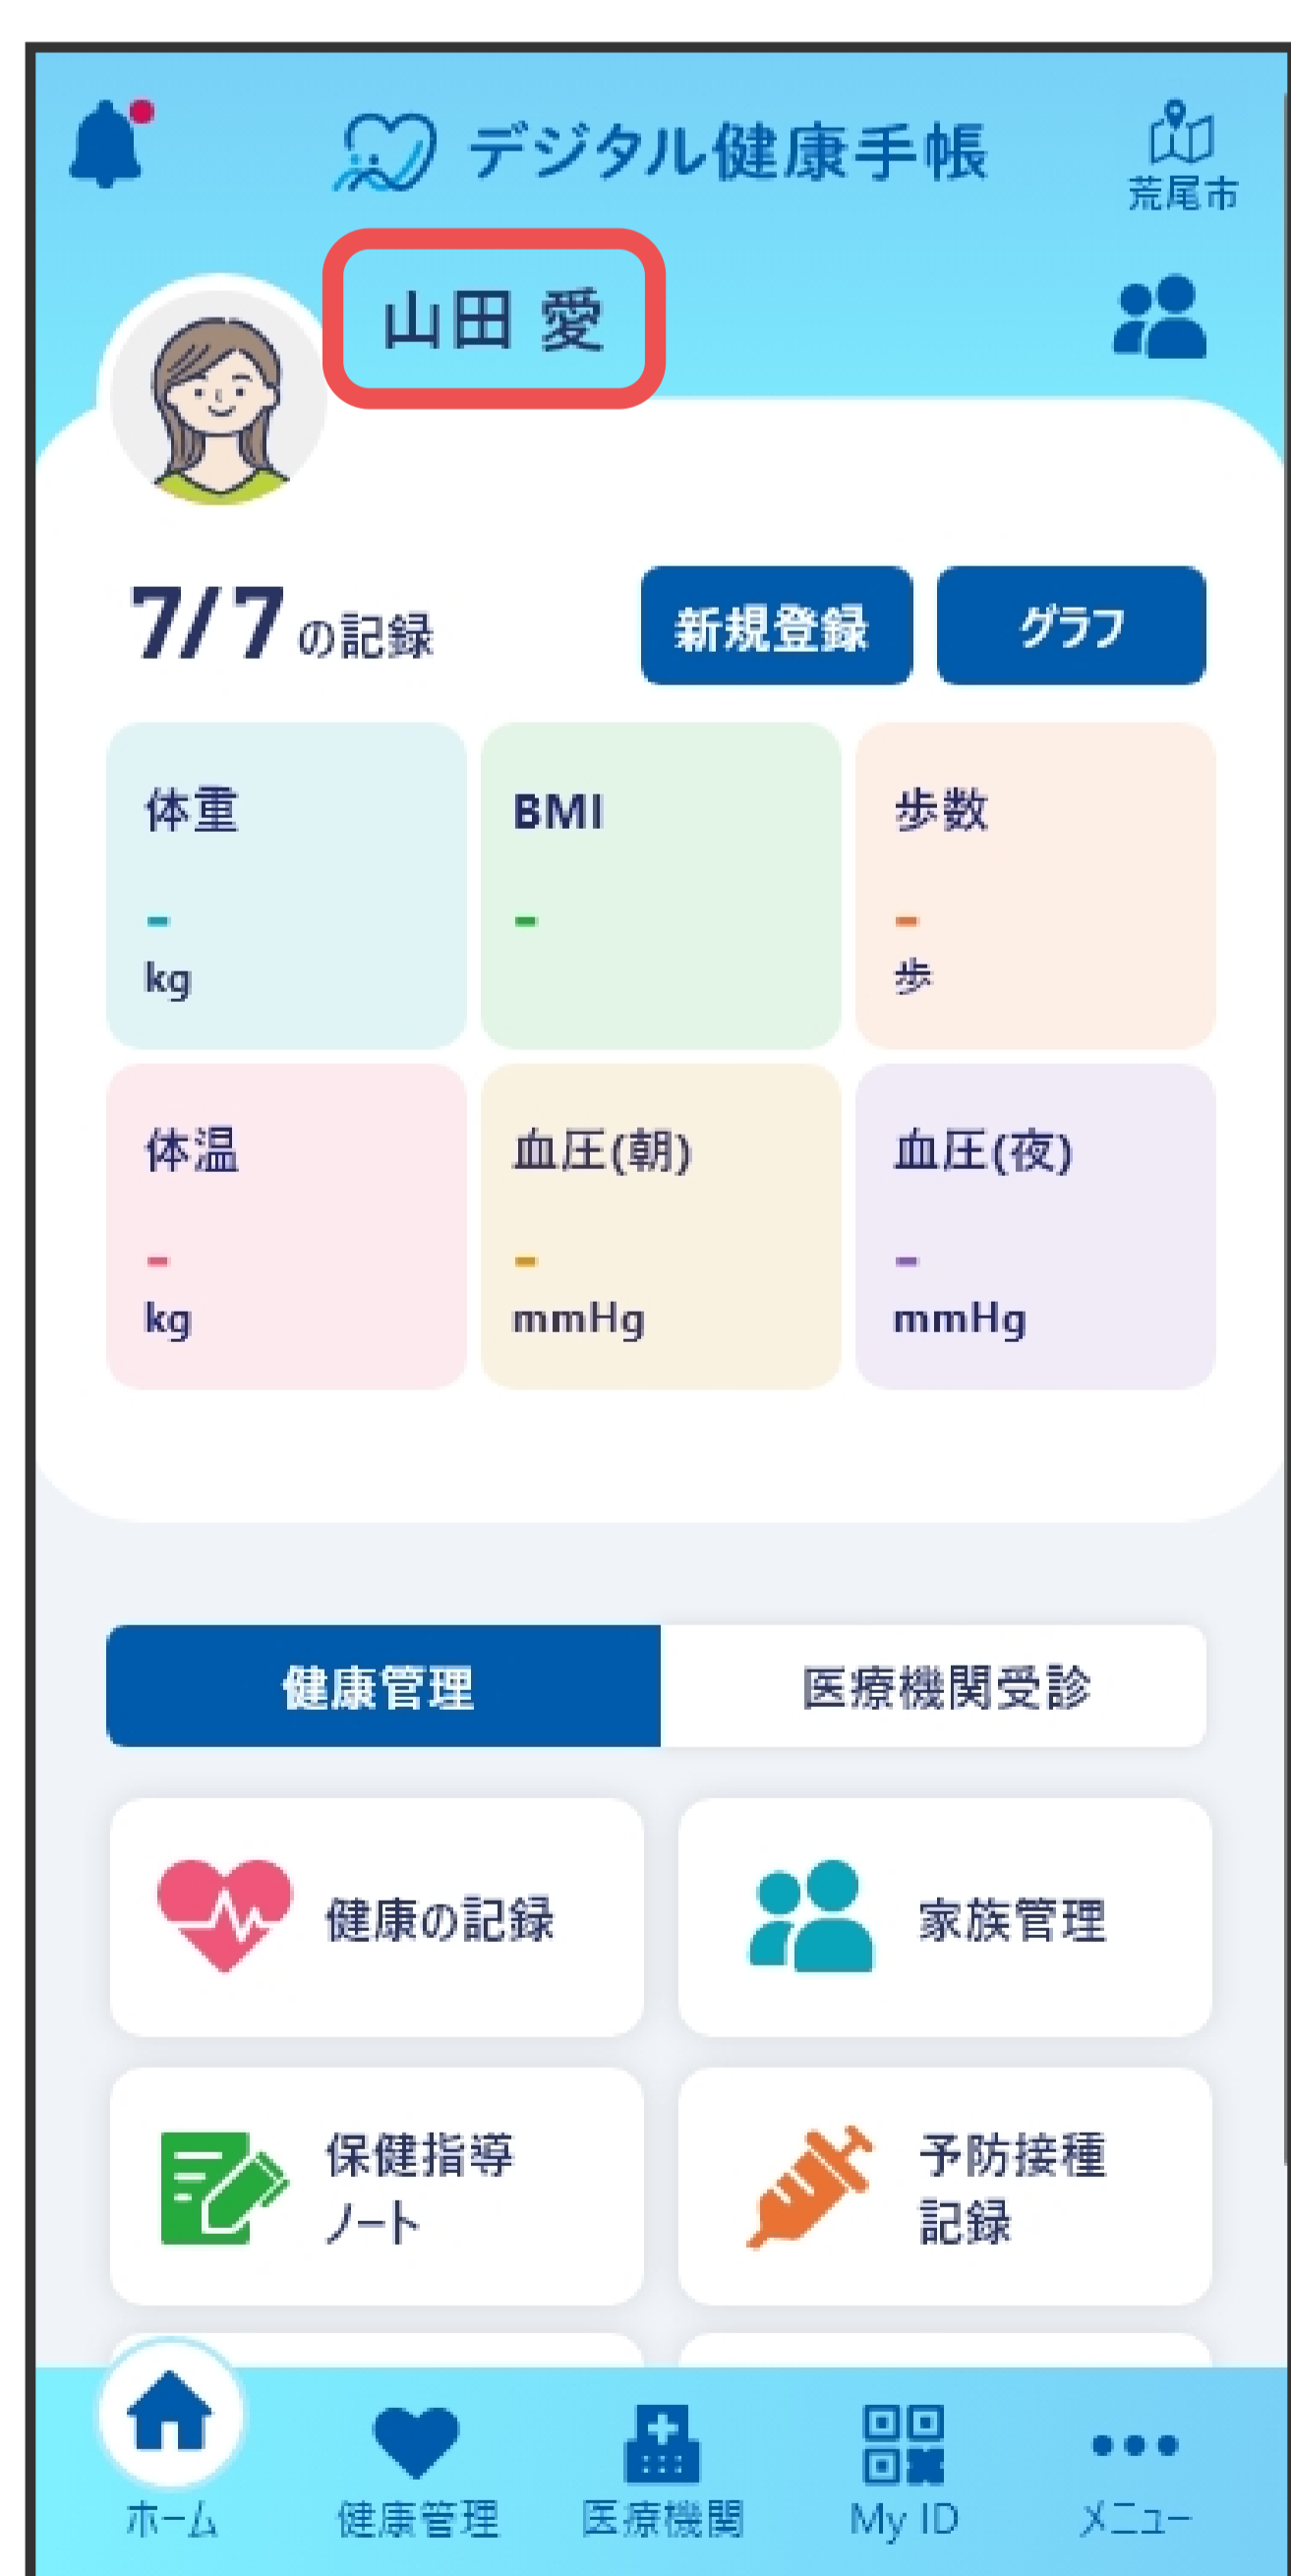 デジタル健康手帳
荒尾市
山田 愛
7/7の記録
新規登録
グラフ
体重
-
kg
BMI
-
歩数
-
歩
体温
-
kg
血圧(朝)
-
mmHg
血圧(夜)
-
mmHg
健康管理
医療機関受診
健康の記録
家族管理
保健指導
ノート
予防接種
記録
ホーム
健康管理
医療機関
My ID
メニュー